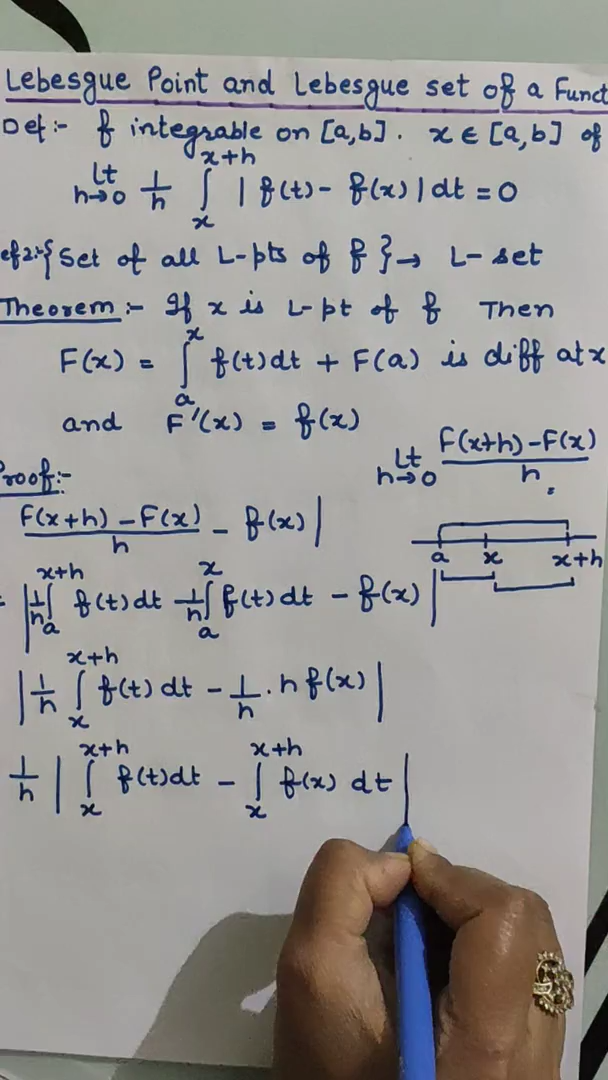 Lebesgue Point and Lebesgue set of a Funct
Def:- f integrable on [a,b]. x ∈ [a,b] of
Lt h→0 1/h ∫_x^{x+h} | f(t) - f(x) | dt = 0
ef2:- { Set of all L-pts of f } → L-set
Theorem:- If x is L-pt of f Then
F(x) = ∫_a^x f(t)dt + F(a) is diff at x
and F'(x) = f(x)
Lt h→0 (F(x+h) - F(x))/h
Proof:-
(F(x+h) - F(x))/h - f(x) |
a x x+h
= | 1/h ∫_a^{x+h} f(t)dt - 1/h ∫_a^x f(t)dt - f(x) |
| 1/h ∫_x^{x+h} f(t)dt - 1/h . h f(x) |
1/h | ∫_x^{x+h} f(t)dt - ∫_x^{x+h} f(x) dt |